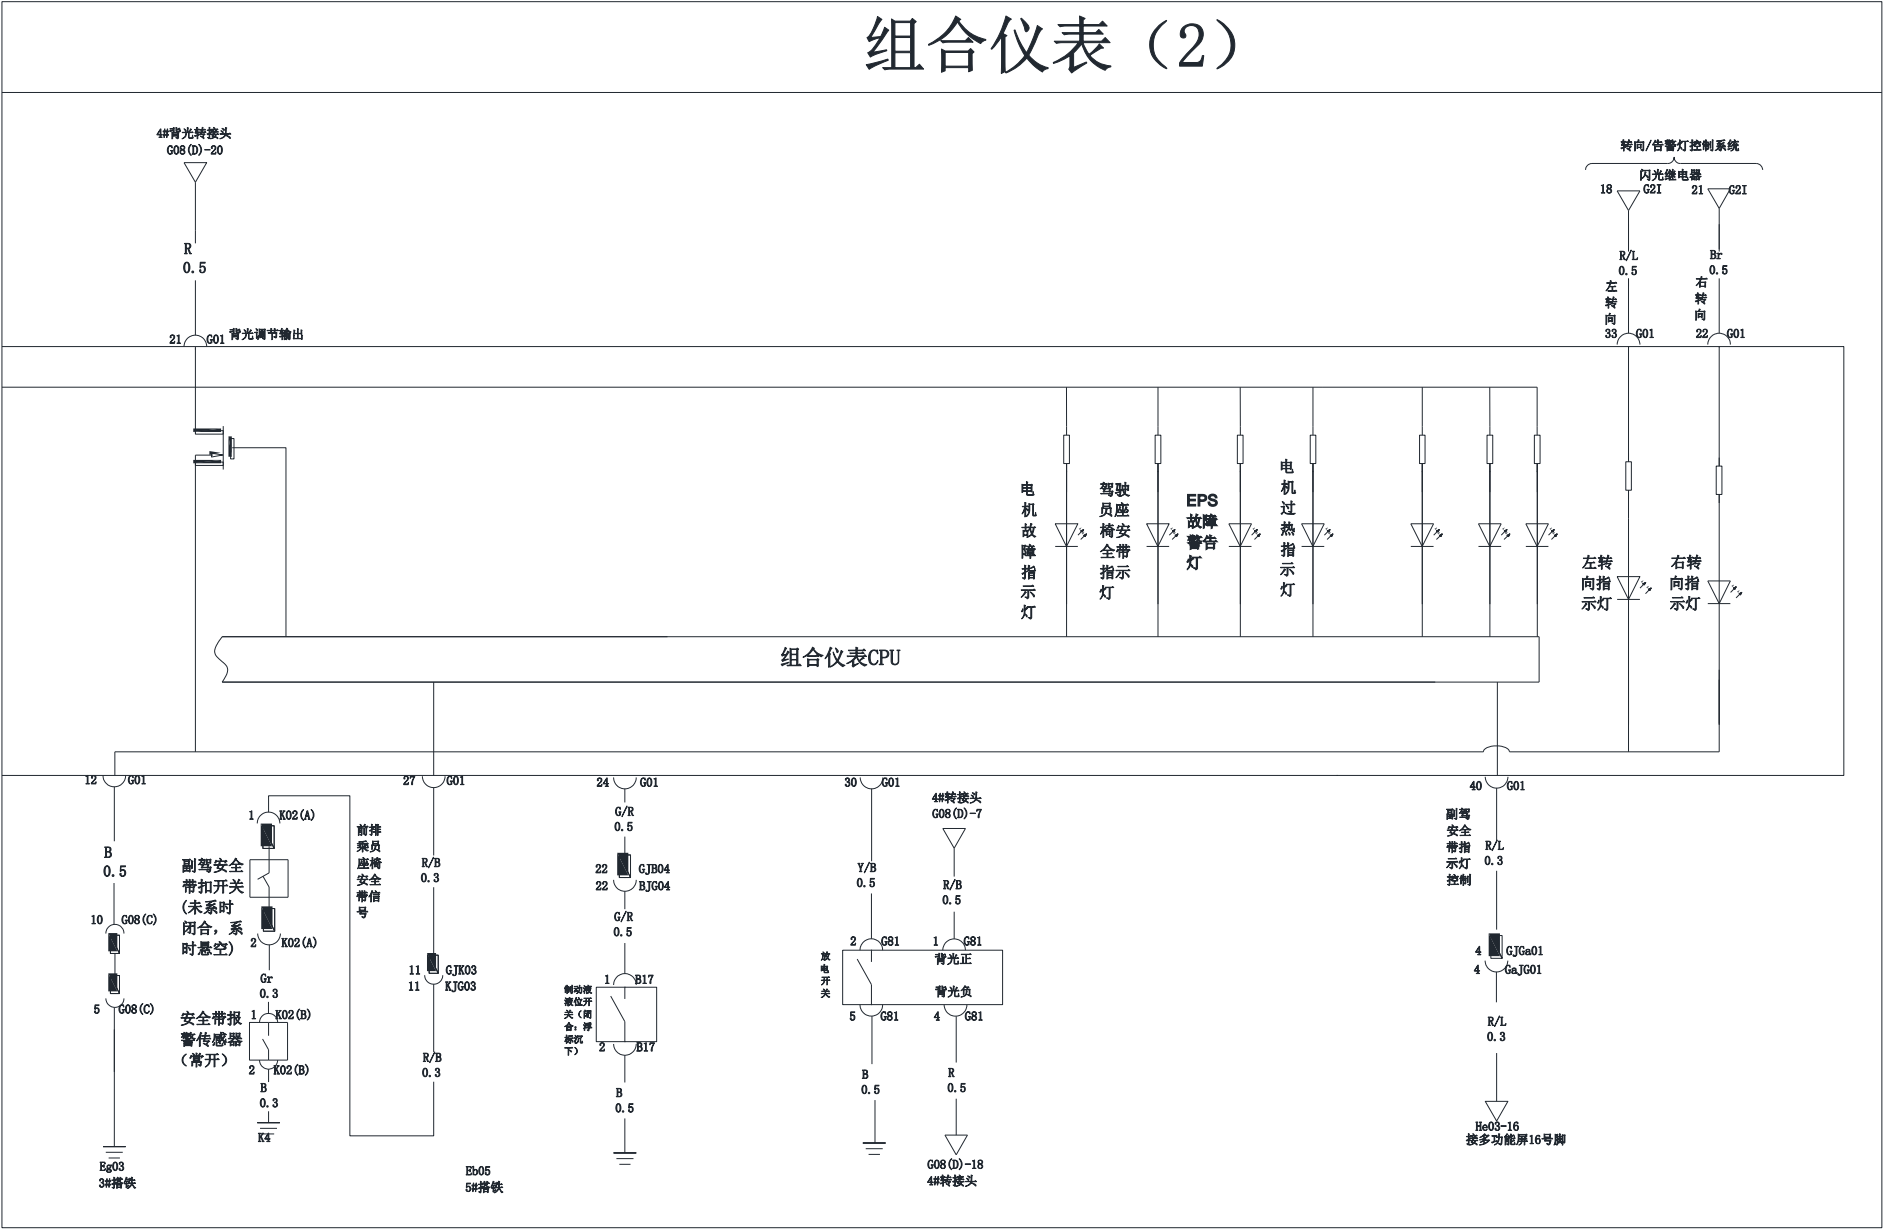 组合仪表（2）
4#背光转接头
G08(D)-20
R
0.5
21
G01
背光调节输出
转向/告警灯控制系统
闪光继电器
18
G2I
21
G2I
R/L
0.5
左
转
向
33
G01
Br
0.5
右
转
向
22
G01
电
机
故
障
指
示
灯
驾驶
员座
椅安
全带
指示
灯
EPS
故障
警告
灯
电
机
过
热
指
示
灯
左转
向指
示灯
右转
向指
示灯
组合仪表CPU
12
G01
B
0.5
10
G08(C)
5
G08(C)
Eg03
3#搭铁
1
K02(A)
副驾安全
带扣开关
(未系时
闭合，系
时悬空)
2
K02(A)
Gr
0.3
安全带报
警传感器
（常开）
1
K02(B)
2
K02(B)
B
0.3
K4
前排
乘员
座椅
安全
带信
号
27
G01
R/B
0.3
11
GJK03
11
KJG03
R/B
0.3
Eb05
5#搭铁
24
G01
G/R
0.5
22
GJB04
22
BJG04
G/R
0.5
1
B17
制动液
液位开
关（闭
合：浮
标沉
下）
2
B17
B
0.5
30
G01
Y/B
0.5
4#转接头
G08(D)-7
R/B
0.5
2
G81
1
G81
放
电
开
关
背光正
背光负
5
G81
4
G81
B
0.5
R
0.5
G08(D)-18
4#转接头
40
G01
副驾
安全
带指
示灯
控制
R/L
0.3
4
GJGa01
4
GaJG01
R/L
0.3
He03-16
接多功能屏16号脚